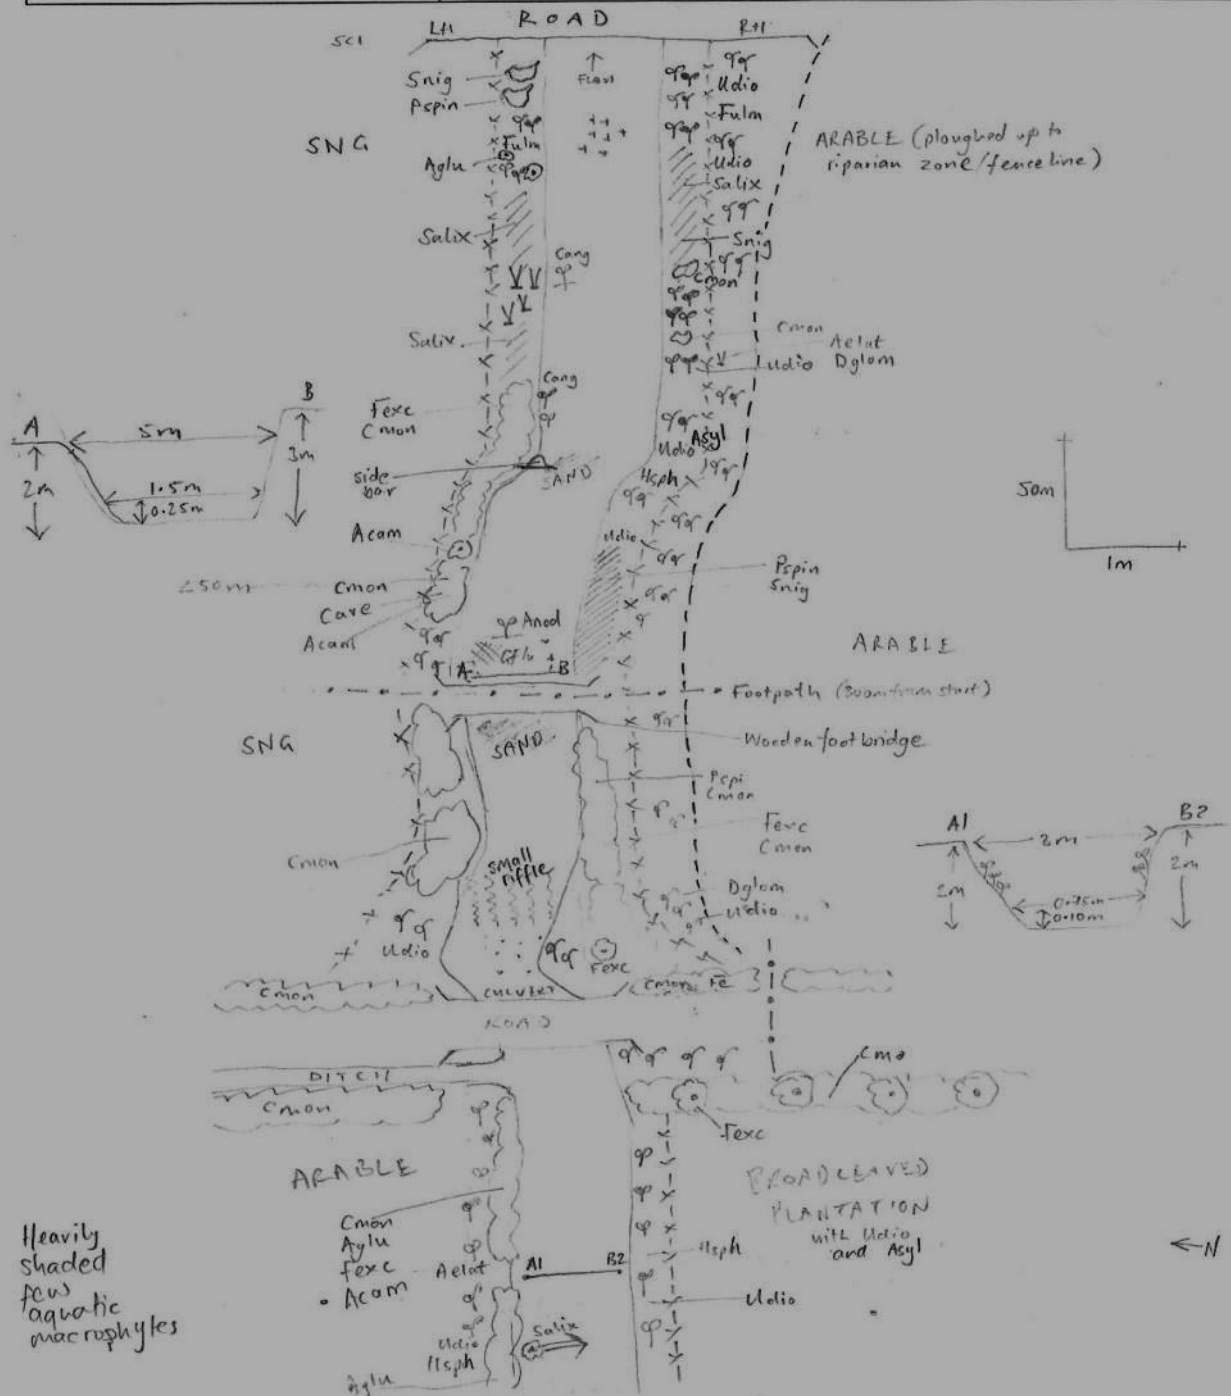 ROAD
LH
RH
SC1
Snig
Pspin
Flow
Udio
Fulm
SNG
Fulm
Aglu
Udio
Salix
ARABLE (ploughed up to
riparian zone/fenceline)
Salix
Cang
Snig
Cmon
Salix
Cmon
Aelat
Udio Dglom
Cang
Fexc
Cmon
A
B
5m
3m
2m
1.5m
0.25m
side
bar
SAND
Asyl
Udio
Hsph
50m
1m
Acam
Udio
Pspin
Snig
250m
Cmon
Cave
Acam
Anod
Gflu
A
B
ARABLE
Footpath (300m from start)
SNG
SAND
Wooden footbridge
Pspi
Cmon
Fexc
Cmon
A1
B2
2m
2m
2m
0.75m
0.10m
Cmon
small
riffle
Dglom
Udio
Udio
Fexc
Cmon
CULVERT
Cmon FE
ROAD
DITCH
Cmon
Cmo
Fexc
ARABLE
BROADLEAVED
PLANTATION
with Udio
and Asyl
Cmon
Aglu
Fexc
Acam
Aelat
A1
B2
Hsph
Udio
N
Heavily
shaded
few
aquatic
macrophytes
Salix
Udio
Hsph
Aglu